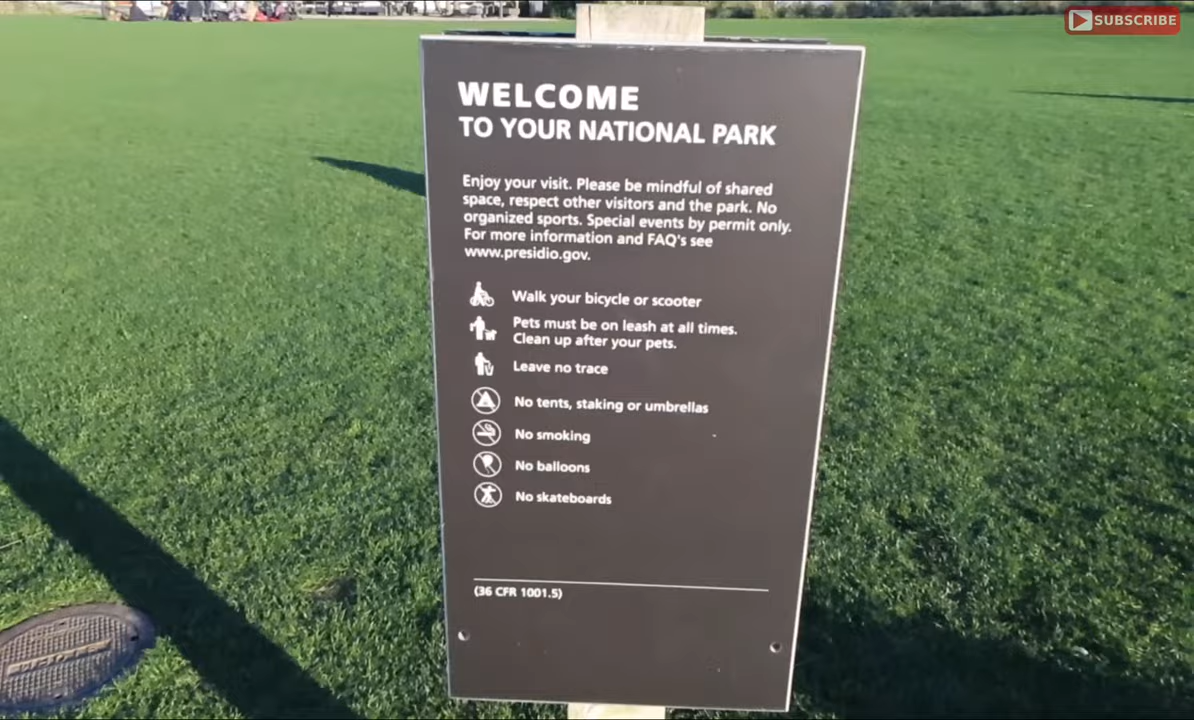 SUBSCRIBE
WELCOME
TO YOUR NATIONAL PARK
Enjoy your visit. Please be mindful of shared
space, respect other visitors and the park. No
organized sports. Special events by permit only.
For more information and FAQ's see
www.presidio.gov.
Walk your bicycle or scooter
Pets must be on leash at all times.
Clean up after your pets.
Leave no trace
No tents, staking or umbrellas
No smoking
No balloons
No skateboards
(36 CFR 1001.5)